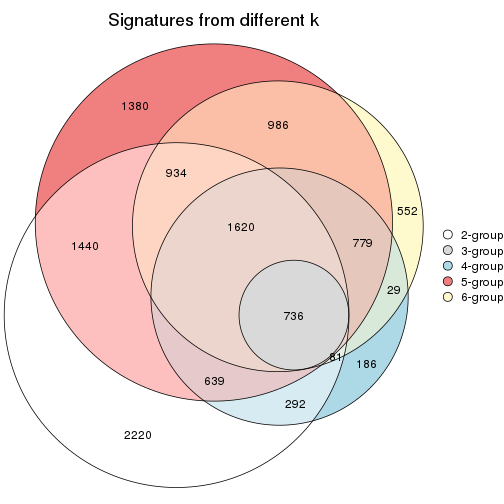 Signatures from different k
1380
986
934
552
1620
1440
779
2-group
3-group
4-group
5-group
6-group
29
736
81
186
639
292
2220